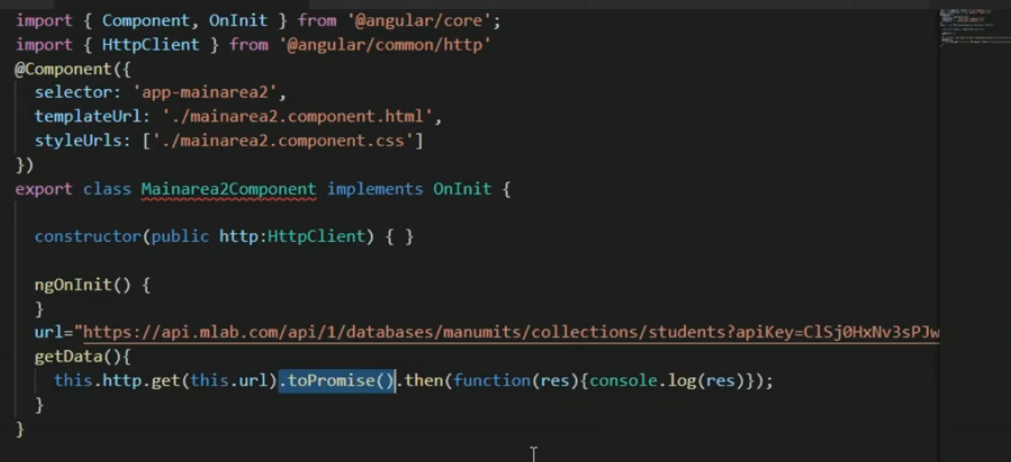 import { Component, OnInit } from '@angular/core';
import { HttpClient } from '@angular/common/http'
@Component({
  selector: 'app-mainarea2',
  templateUrl: './mainarea2.component.html',
  styleUrls: ['./mainarea2.component.css']
})
export class Mainarea2Component implements OnInit {
  constructor(public http:HttpClient) { }
  ngOnInit() {
  }
  url="https://api.mlab.com/api/1/databases/manumits/collections/students?apiKey=ClSj0HxNv3sPJw
  getData(){
    this.http.get(this.url).toPromise().then(function(res){console.log(res)});
  }
}